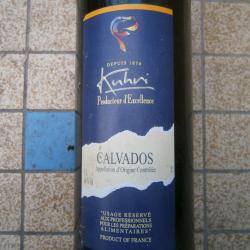 DEPUIS 1876
Kuhri
Producteur d'Excellence
CALVADOS
Appellation d'Origine Contrôlée
"USAGE RÉSERVÉ
AUX PROFESSIONNELS
POUR LES PRÉPARATIONS
ALIMENTAIRES"
PRODUCT OF FRANCE